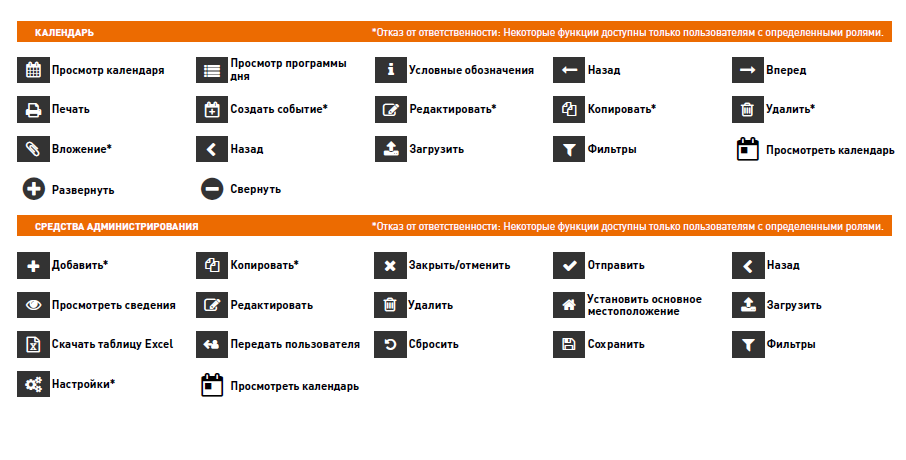 КАЛЕНДАРЬ *Отказ от ответственности: Некоторые функции доступны только пользователям с определенными ролями.
Просмотр календаря
Просмотр программы
дня
Условные обозначения
Назад
Вперед
Печать
Создать событие*
Редактировать*
Копировать*
Удалить*
Вложение*
Назад
Загрузить
Фильтры
Просмотреть календарь
Развернуть
Свернуть
СРЕДСТВА АДМИНИСТРИРОВАНИЯ *Отказ от ответственности: Некоторые функции доступны только пользователям с определенными ролями.
Добавить*
Копировать*
Закрыть/отменить
Отправить
Назад
Просмотреть сведения
Редактировать
Удалить
Установить основное
местоположение
Загрузить
Скачать таблицу Excel
Передать пользователя
Сбросить
Сохранить
Фильтры
Настройки*
Просмотреть календарь